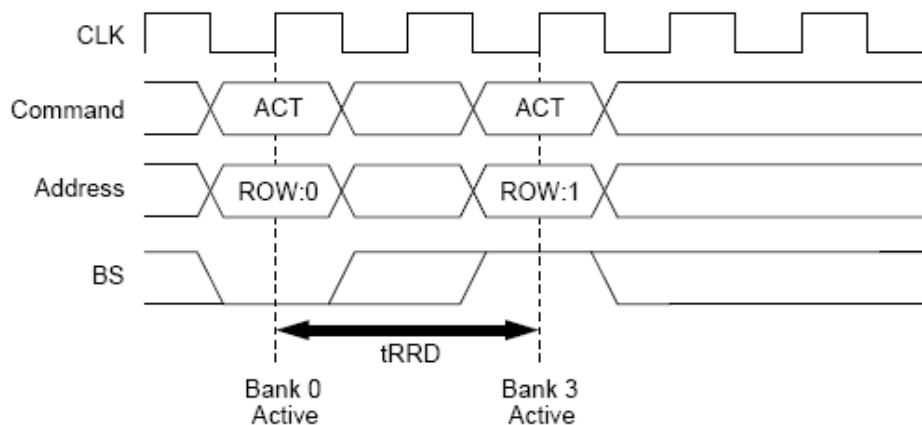 CLK
Command
ACT
ACT
Address
ROW:0
ROW:1
BS
tRRD
Bank 0
Active
Bank 3
Active